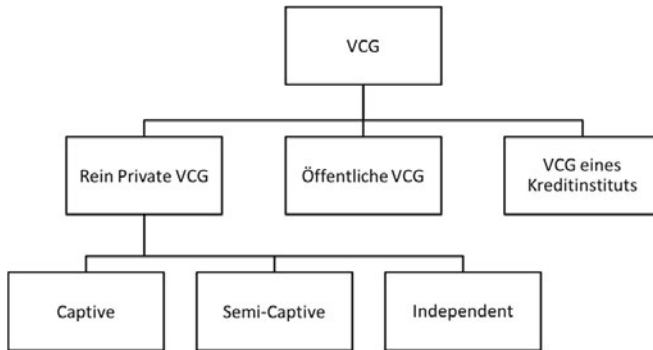 VCG
Rein Private VCG
Öffentliche VCG
VCG eines
Kreditinstituts
Captive
Semi-Captive
Independent